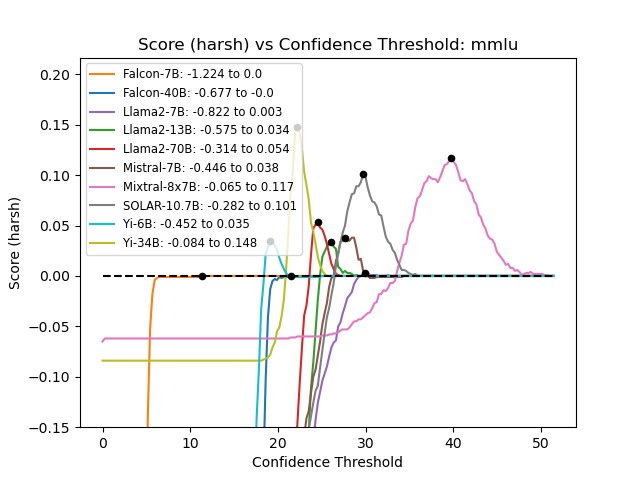 Score (harsh) vs Confidence Threshold: mmlu
Score (harsh)
0.20
0.15
0.10
0.05
0.00
−0.05
−0.10
−0.15
Falcon-7B: -1.224 to 0.0
Falcon-40B: -0.677 to -0.0
Llama2-7B: -0.822 to 0.003
Llama2-13B: -0.575 to 0.034
Llama2-70B: -0.314 to 0.054
Mistral-7B: -0.446 to 0.038
Mixtral-8x7B: -0.065 to 0.117
SOLAR-10.7B: -0.282 to 0.101
Yi-6B: -0.452 to 0.035
Yi-34B: -0.084 to 0.148
0 10 20 30 40 50
Confidence Threshold